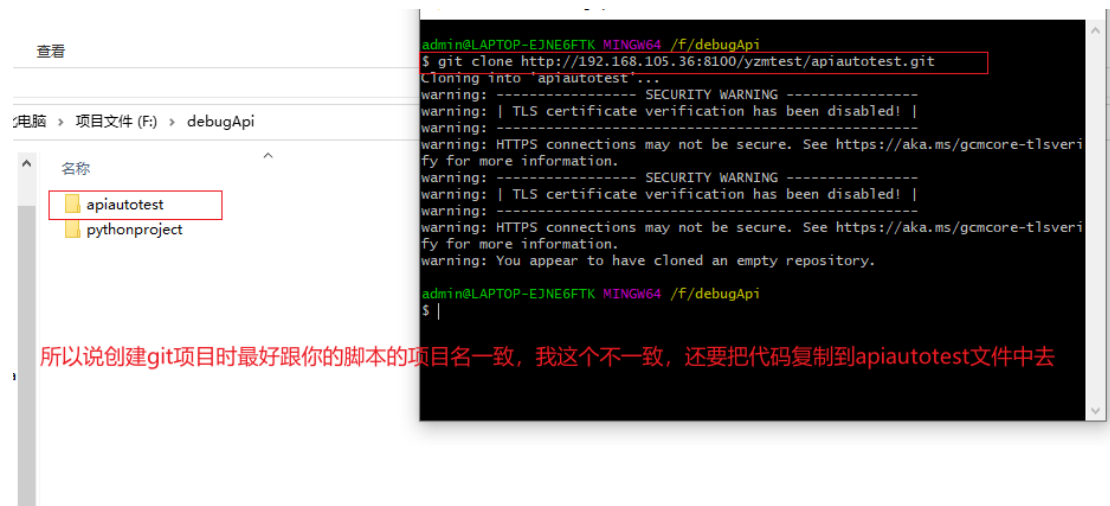 查看
电脑 › 项目文件 (F:) › debugApi
名称
apiautotest
pythonproject
admin@LAPTOP-EJNE6FTK MINGW64 /f/debugApi
$ git clone http://192.168.105.36:8100/yzmtest/apiautotest.git
Cloning into 'apiautotest'...
warning: ----------------- SECURITY WARNING ----------------
warning: | TLS certificate verification has been disabled! |
warning: ---------------------------------------------------
warning: HTTPS connections may not be secure. See https://aka.ms/gcmcore-tlsveri
fy for more information.
warning: ----------------- SECURITY WARNING ----------------
warning: | TLS certificate verification has been disabled! |
warning: ---------------------------------------------------
warning: HTTPS connections may not be secure. See https://aka.ms/gcmcore-tlsveri
fy for more information.
warning: You appear to have cloned an empty repository.
admin@LAPTOP-EJNE6FTK MINGW64 /f/debugApi
$
所以说创建git项目时最好跟你的脚本的项目名一致，我这个不一致，还要把代码复制到apiautotest文件中去